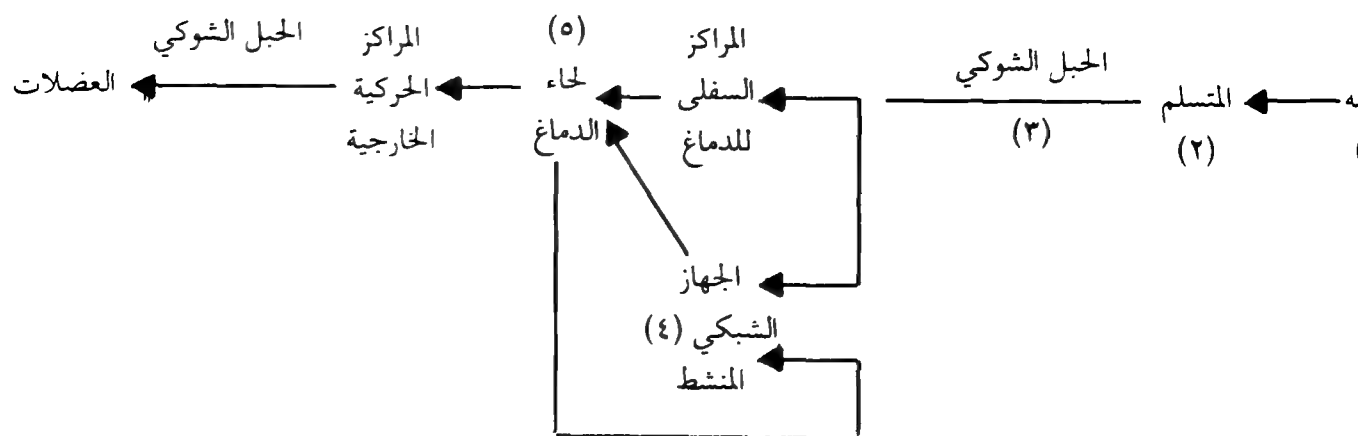 المتسلم
(٢)
الحبل الشوكي
(٣)
المراكز
السفلى
للدماغ
الجهاز
الشبكي (٤)
المنشط
(٥)
لحاء
الدماغ
المراكز
الحركية
الخارجية
الحبل الشوكي
العضلات